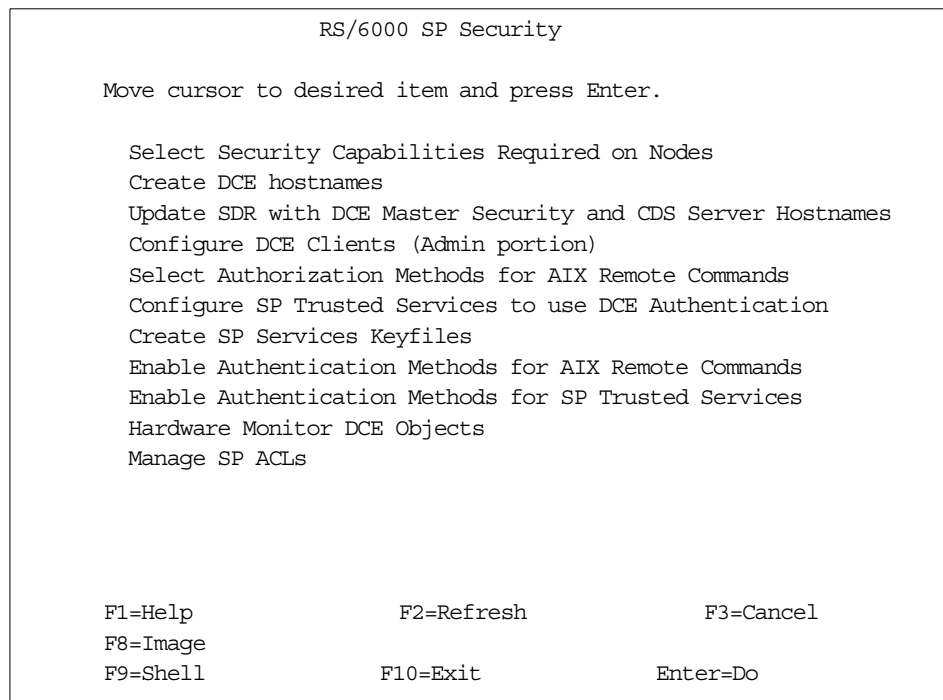 RS/6000 SP Security
Move cursor to desired item and press Enter.
Select Security Capabilities Required on Nodes
Create DCE hostnames
Update SDR with DCE Master Security and CDS Server Hostnames
Configure DCE Clients (Admin portion)
Select Authorization Methods for AIX Remote Commands
Configure SP Trusted Services to use DCE Authentication
Create SP Services Keyfiles
Enable Authentication Methods for AIX Remote Commands
Enable Authentication Methods for SP Trusted Services
Hardware Monitor DCE Objects
Manage SP ACLs
F1=Help F2=Refresh F3=Cancel
F8=Image
F9=Shell F10=Exit Enter=Do